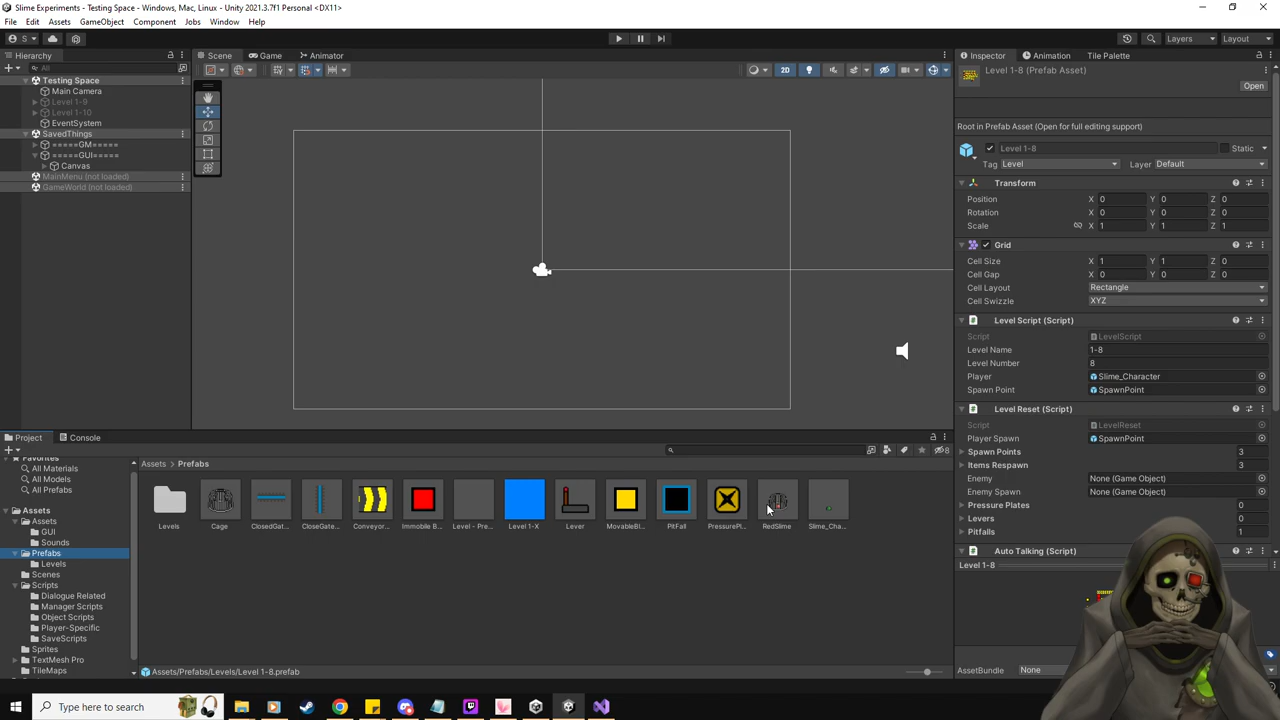 Slime Experiments - Testing Space - Windows, Mac, Linux - Unity 2021.3.7f1 Personal <DX11>
File Edit Assets GameObject Component Jobs Window Help
S Layers Layout
Hierarchy Scene Game Animator Inspector Animation Tile Palette
All
Testing Space
Main Camera
Level 1-9
Level 1-10
EventSystem
SavedThings
=====GM=====
=====GUI=====
Canvas
MainMenu (not loaded)
GameWorld (not loaded)
2D
Level 1-8 (Prefab Asset)
Open
Root in Prefab Asset (Open for full editing support)
Level 1-8 Static
Tag Level Layer Default
Transform
Position X 0 Y 0 Z 0
Rotation X 0 Y 0 Z 0
Scale X 1 Y 1 Z 1
Grid
Cell Size X 1 Y 1 Z 0
Cell Gap X 0 Y 0 Z 0
Cell Layout Rectangle
Cell Swizzle XYZ
Level Script (Script)
Script LevelScript
Level Name 1-8
Level Number 8
Player Slime_Character
Spawn Point SpawnPoint
Level Reset (Script)
Script LevelReset
Player Spawn SpawnPoint
Spawn Points 3
Items Respawn 3
Enemy None (Game Object)
Enemy Spawn None (Game Object)
Pressure Plates 0
Levers 0
Pitfalls 1
Auto Talking (Script)
Level 1-8
AssetBundle None
Project Console
8
Favorites
All Materials
All Models
All Prefabs
Assets
Assets
GUI
Sounds
Prefabs
Levels
Scenes
Scripts
Dialogue Related
Manager Scripts
Object Scripts
Player-Specific
SaveScripts
Sprites
TextMesh Pro
TileMaps
Assets > Prefabs
Levels Cage ClosedGat... CloseGate... Conveyor... Immobile B... Level - Pre... Level 1-X Lever MovableBl... PitFall PressurePl... RedSlime Slime_Cha...
Assets/Prefabs/Levels/Level 1-8.prefab
Type here to search